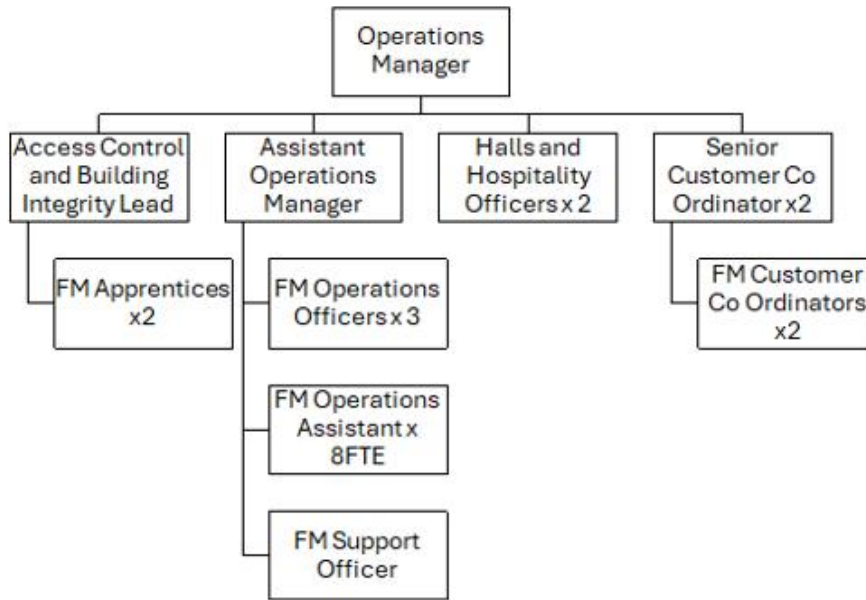 Operations
Manager
Access Control
and Building
Integrity Lead
Assistant
Operations
Manager
Halls and
Hospitality
Officers x 2
Senior
Customer Co
Ordinator x2
FM Apprentices
x2
FM Operations
Officers x 3
FM Customer
Co Ordinators
x2
FM Operations
Assistant x
8FTE
FM Support
Officer